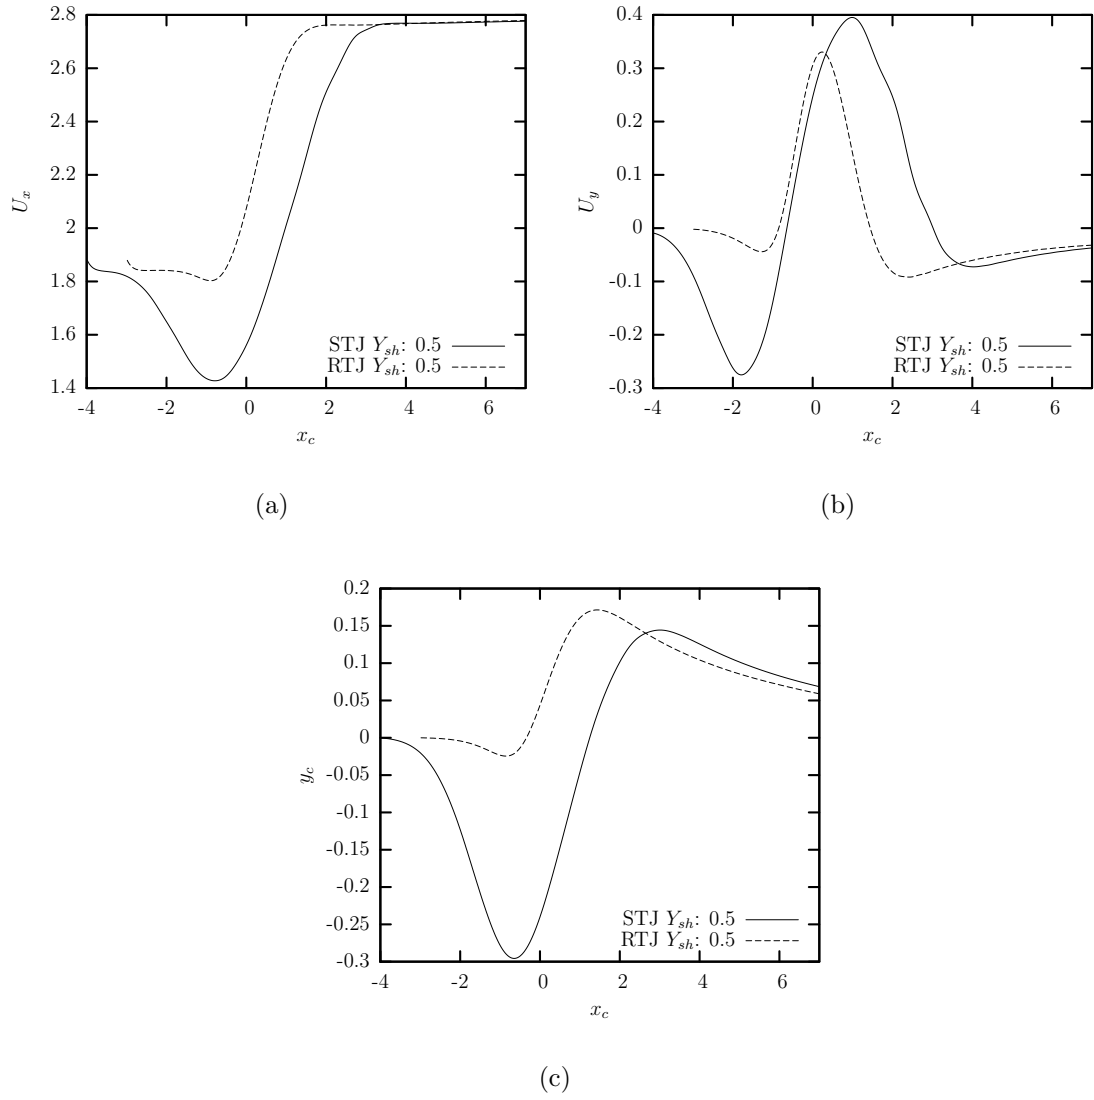 2.8
2.6
2.4
2.2
2
1.8
1.6
1.4
-4 -2 0 2 4 6
U_x
x_c
STJ Y_sh: 0.5
RTJ Y_sh: 0.5
(a)
0.4
0.3
0.2
0.1
0
-0.1
-0.2
-0.3
-4 -2 0 2 4 6
U_y
x_c
STJ Y_sh: 0.5
RTJ Y_sh: 0.5
(b)
0.2
0.15
0.1
0.05
0
-0.05
-0.1
-0.15
-0.2
-0.25
-0.3
-4 -2 0 2 4 6
y_c
x_c
STJ Y_sh: 0.5
RTJ Y_sh: 0.5
(c)